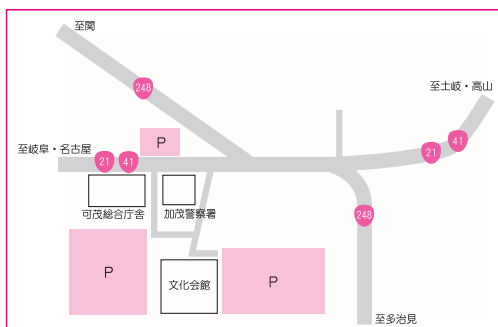 至関
248
至土岐・高山
41
21
至岐阜・名古屋
21
41
P
可茂総合庁舎
加茂警察署
248
P
文化会館
P
至多治見